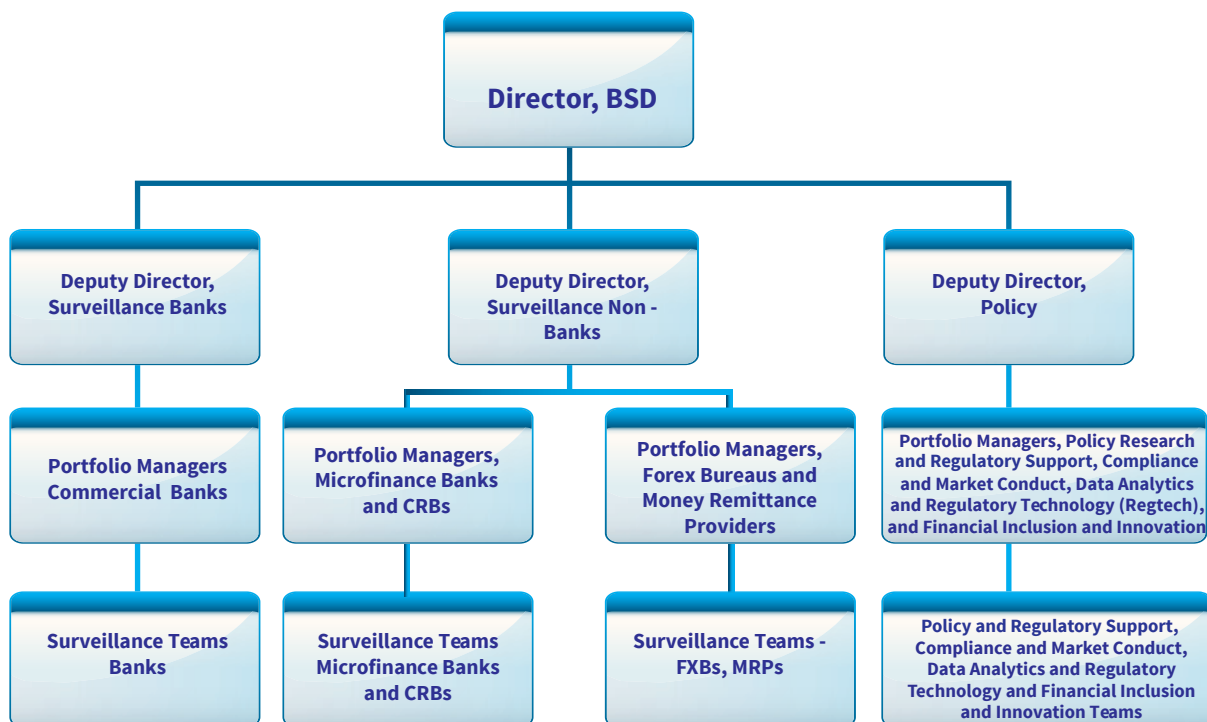 Director, BSD
Deputy Director,
Surveillance Banks
Deputy Director,
Surveillance Non -
Banks
Deputy Director,
Policy
Portfolio Managers
Commercial Banks
Portfolio Managers,
Microfinance Banks
and CRBs
Portfolio Managers,
Forex Bureaus and
Money Remittance
Providers
Portfolio Managers, Policy Research
and Regulatory Support, Compliance
and Market Conduct, Data Analytics
and Regulatory Technology (Regtech),
and Financial Inclusion and Innovation
Surveillance Teams
Banks
Surveillance Teams
Microfinance Banks
and CRBs
Surveillance Teams -
FXBs, MRPs
Policy and Regulatory Support,
Compliance and Market Conduct,
Data Analytics and Regulatory
Technology and Financial Inclusion
and Innovation Teams